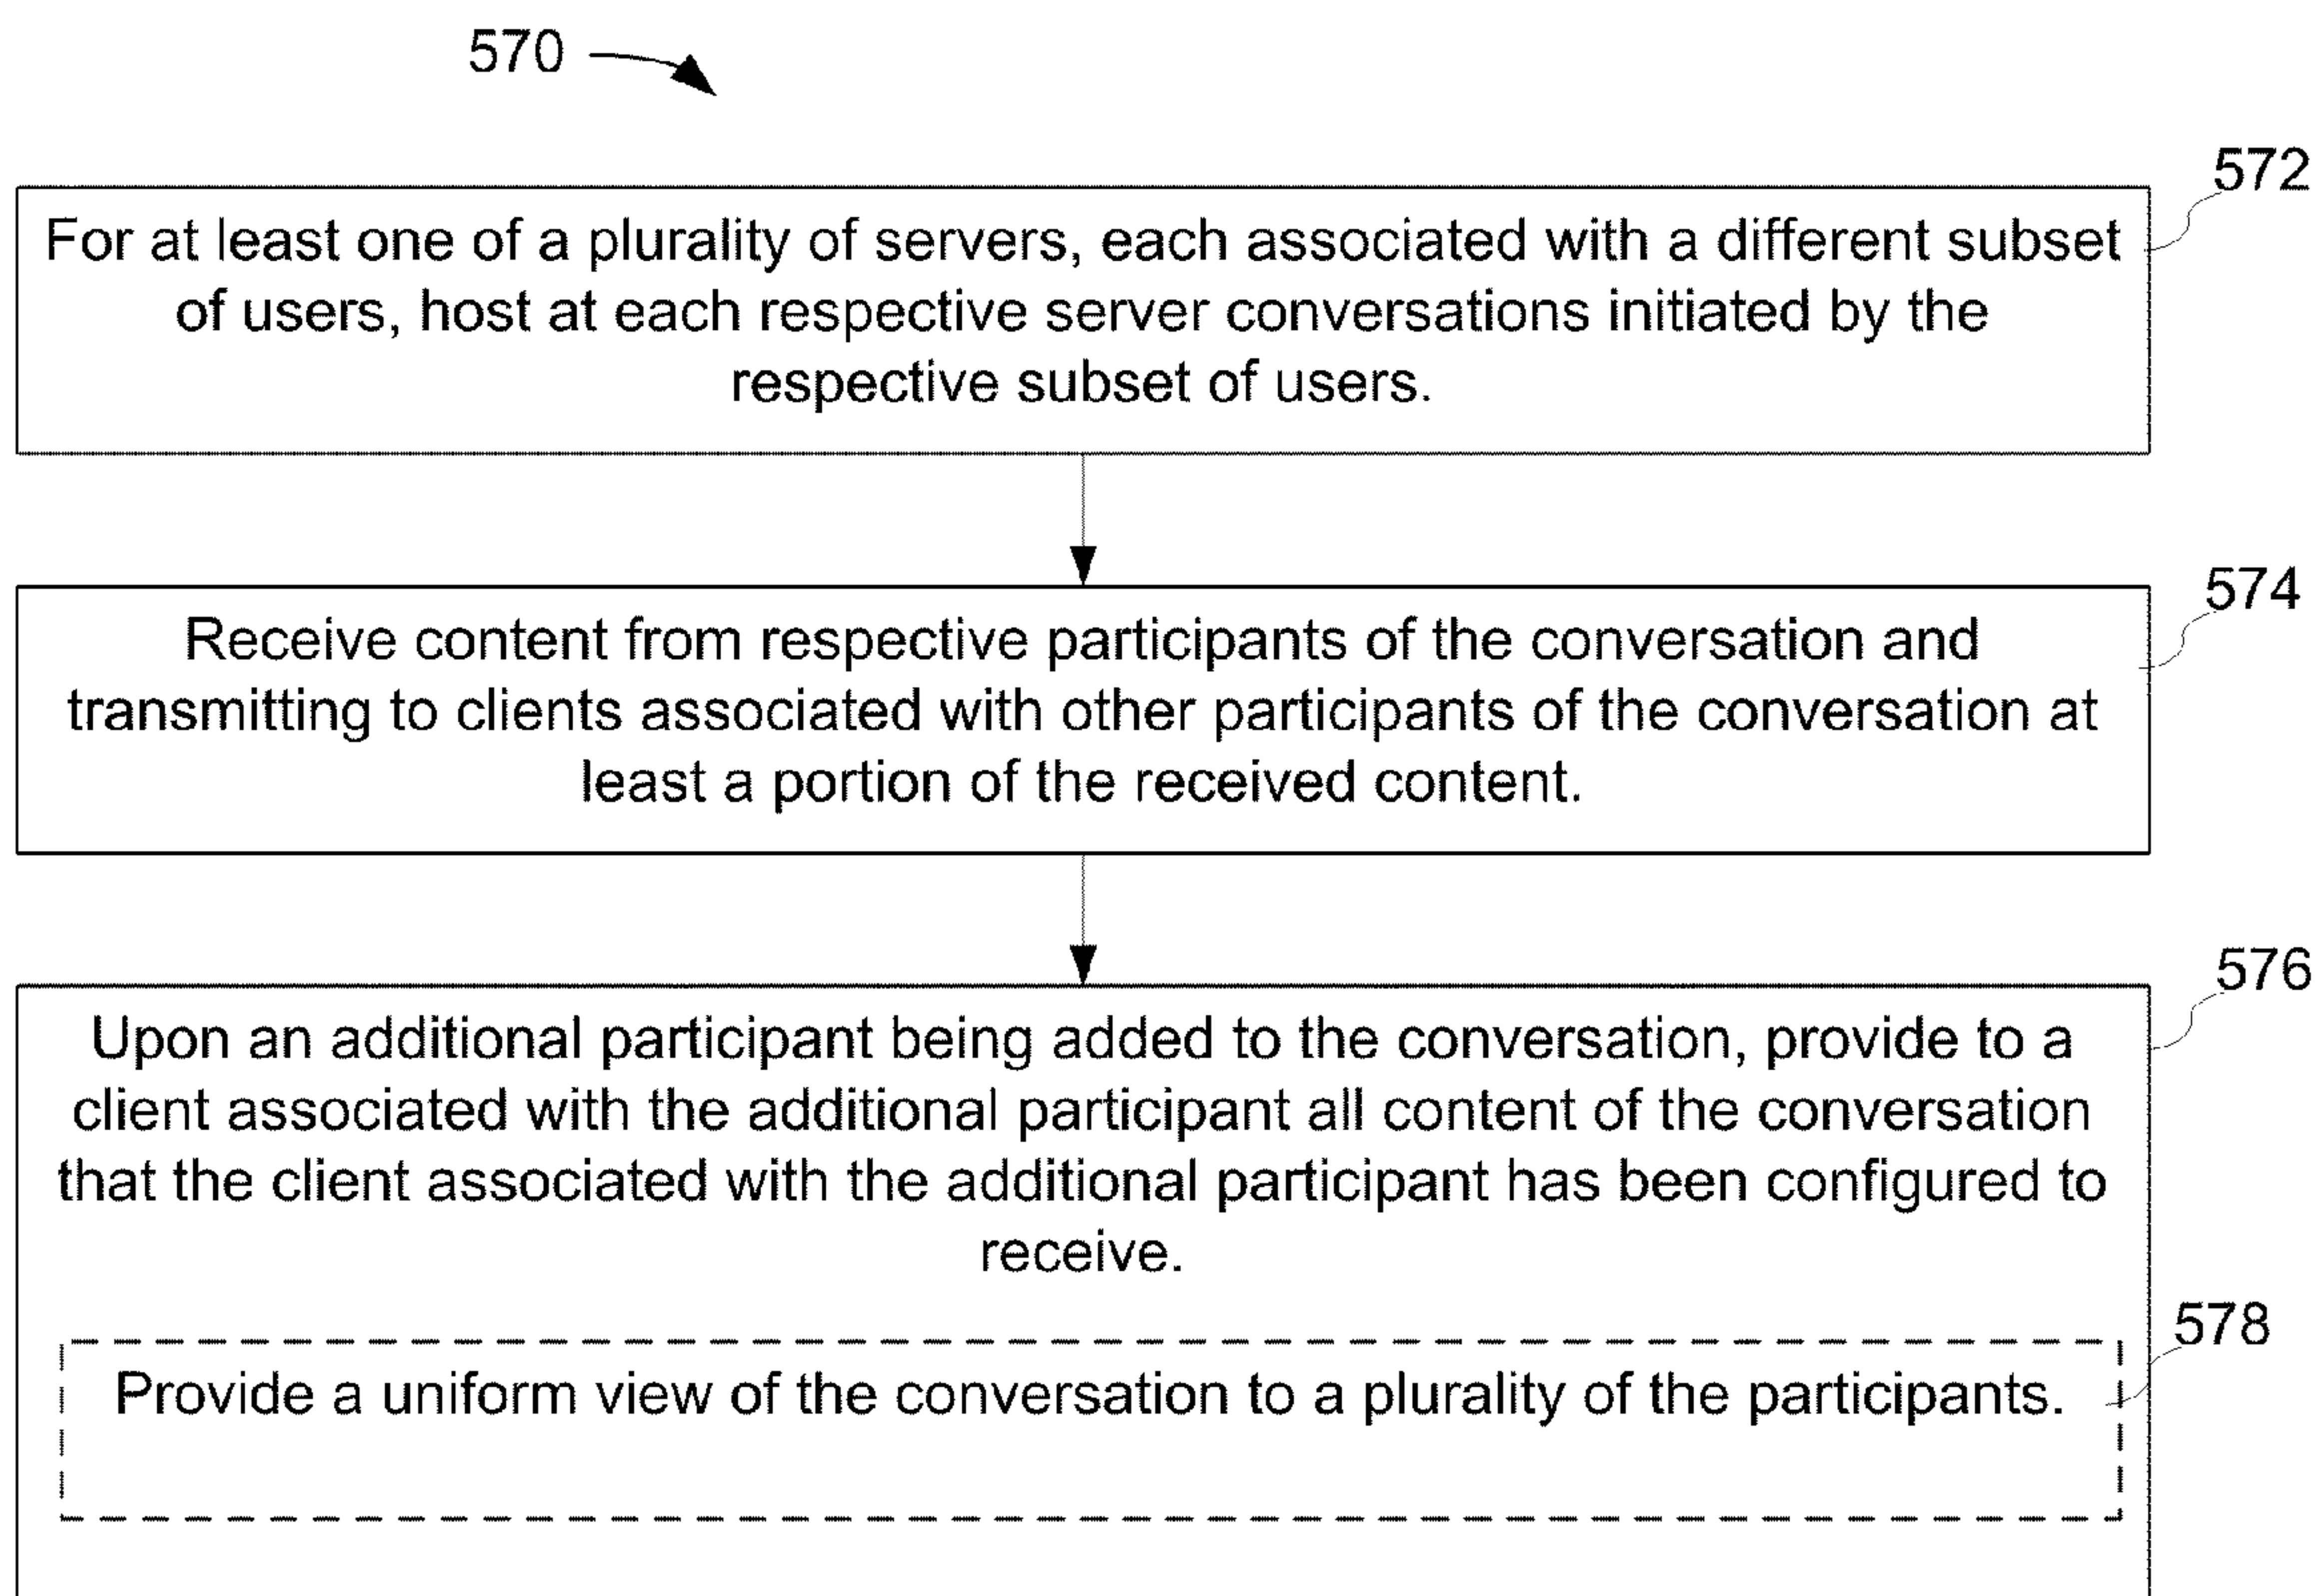 570
572
For at least one of a plurality of servers, each associated with a different subset
of users, host at each respective server conversations initiated by the
respective subset of users.
574
Receive content from respective participants of the conversation and
transmitting to clients associated with other participants of the conversation at
least a portion of the received content.
576
Upon an additional participant being added to the conversation, provide to a
client associated with the additional participant all content of the conversation
that the client associated with the additional participant has been configured to
receive.
578
Provide a uniform view of the conversation to a plurality of the participants.